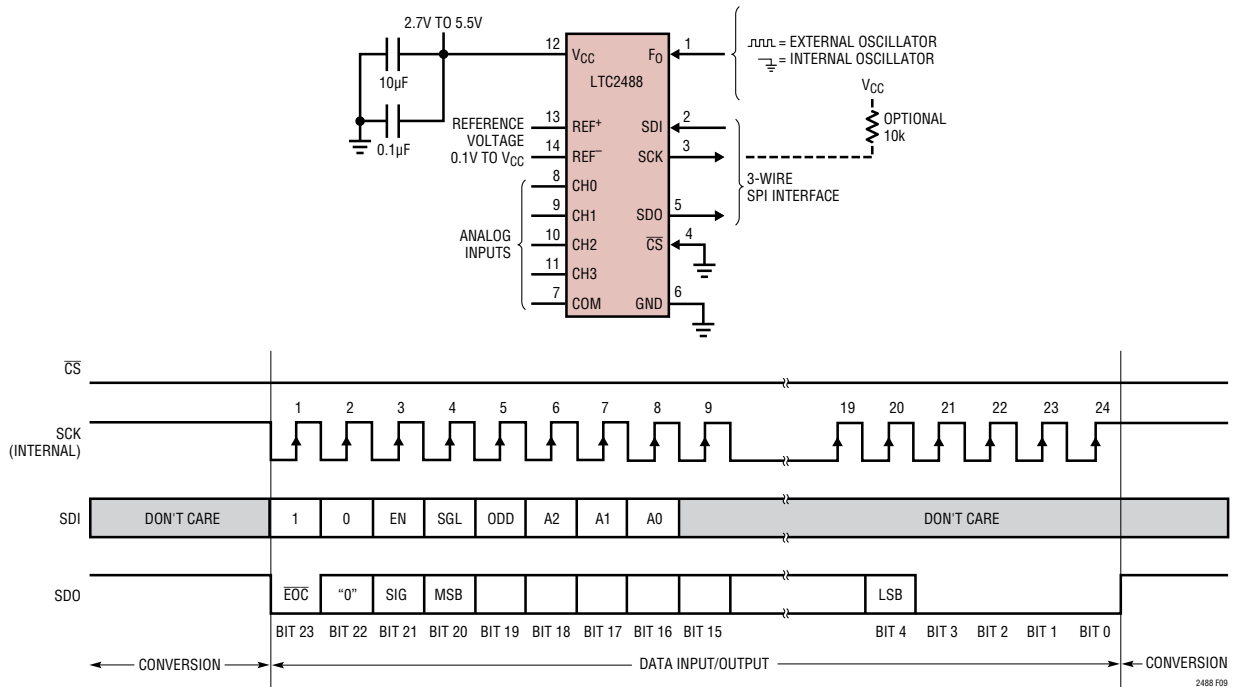 2.7V TO 5.5V
10µF
0.1µF
12
VCC
LTC2488
FO
1
= EXTERNAL OSCILLATOR
= INTERNAL OSCILLATOR
VCC
OPTIONAL
10k
REFERENCE
VOLTAGE
0.1V TO VCC
13
REF+
14
REF–
SDI
2
SCK
3
SDO
5
CS
4
GND
6
3-WIRE
SPI INTERFACE
ANALOG
INPUTS
8
CH0
9
CH1
10
CH2
11
CH3
7
COM
CS
SCK
(INTERNAL)
1 2 3 4 5 6 7 8 9 19 20 21 22 23 24
SDI
DON'T CARE 1 0 EN SGL ODD A2 A1 A0 DON'T CARE
SDO
EOC "0" SIG MSB LSB
BIT 23 BIT 22 BIT 21 BIT 20 BIT 19 BIT 18 BIT 17 BIT 16 BIT 15 BIT 4 BIT 3 BIT 2 BIT 1 BIT 0
CONVERSION DATA INPUT/OUTPUT CONVERSION
2488 F09